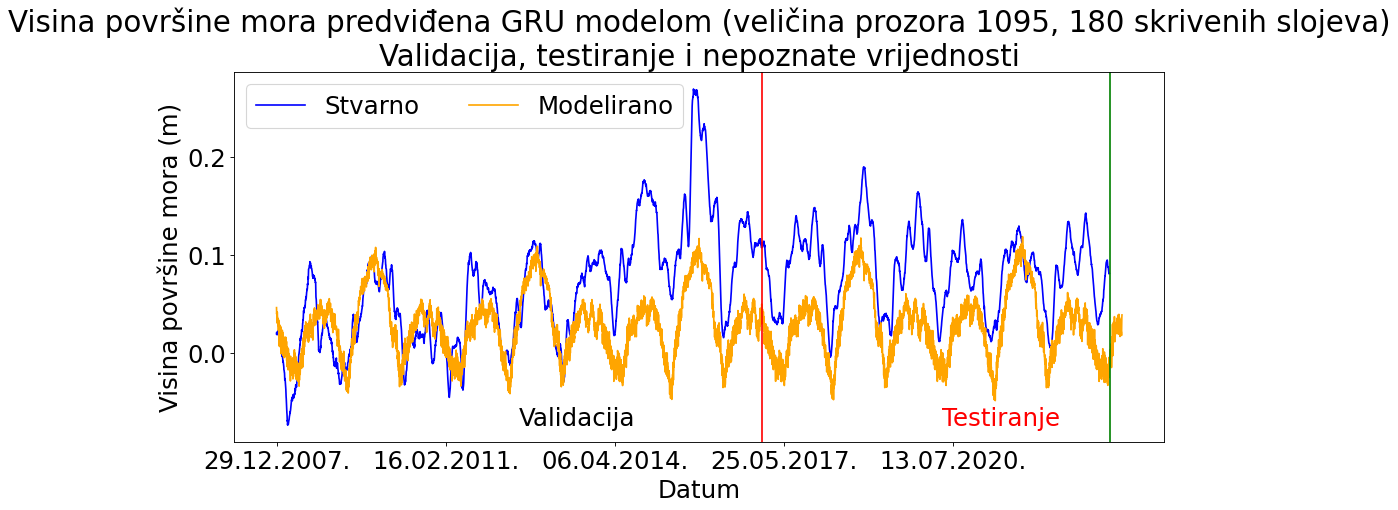 Visina površine mora predviđena GRU modelom (veličina prozora 1095, 180 skrivenih slojeva)
Validacija, testiranje i nepoznate vrijednosti
Stvarno
Modelirano
Visina površine mora (m)
0.2
0.1
0.0
Validacija
Testiranje
29.12.2007.
16.02.2011.
06.04.2014.
25.05.2017.
13.07.2020.
Datum